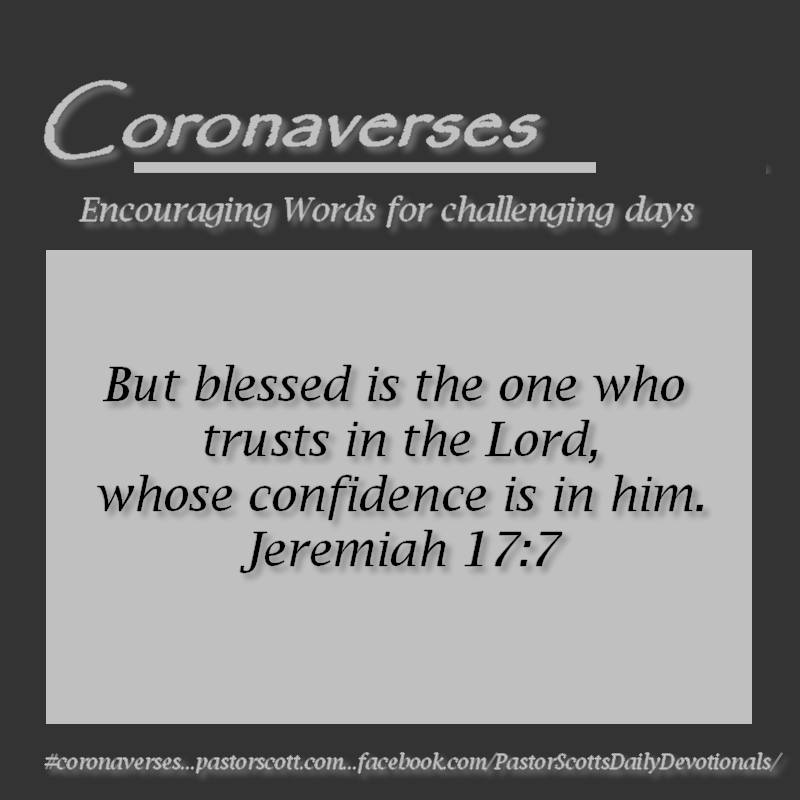 Coronaverses
Encouraging Words for challenging days
But blessed is the one who
trusts in the Lord,
whose confidence is in him.
Jeremiah 17:7
#coronaverses...pastorscott.com...facebook.com/PastorScottsDailyDevotionals/